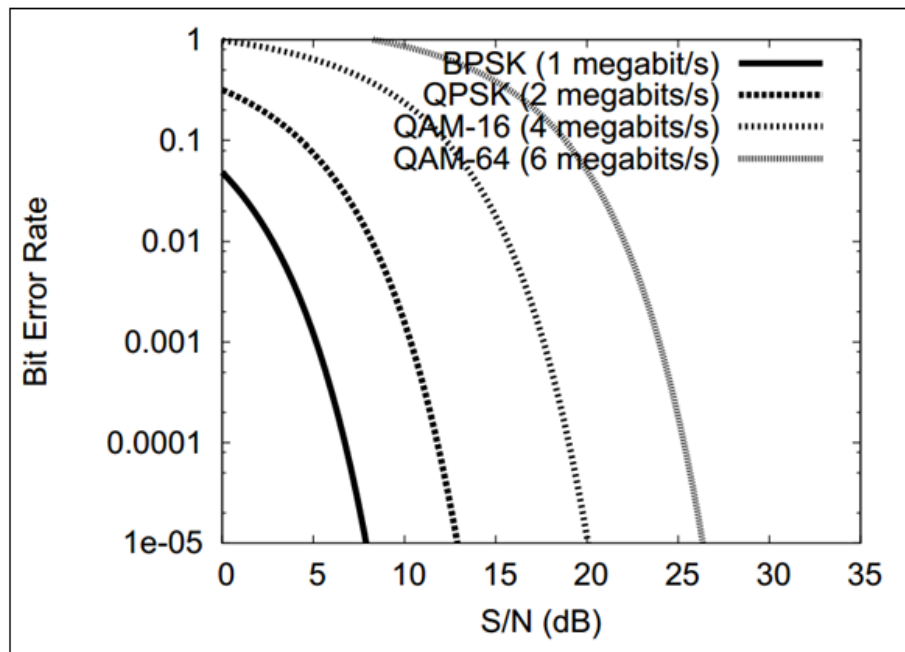 1
0.1
0.01
0.001
0.0001
1e-05
Bit Error Rate
BPSK (1 megabit/s)
QPSK (2 megabits/s)
QAM-16 (4 megabits/s)
QAM-64 (6 megabits/s)
0 5 10 15 20 25 30 35
S/N (dB)